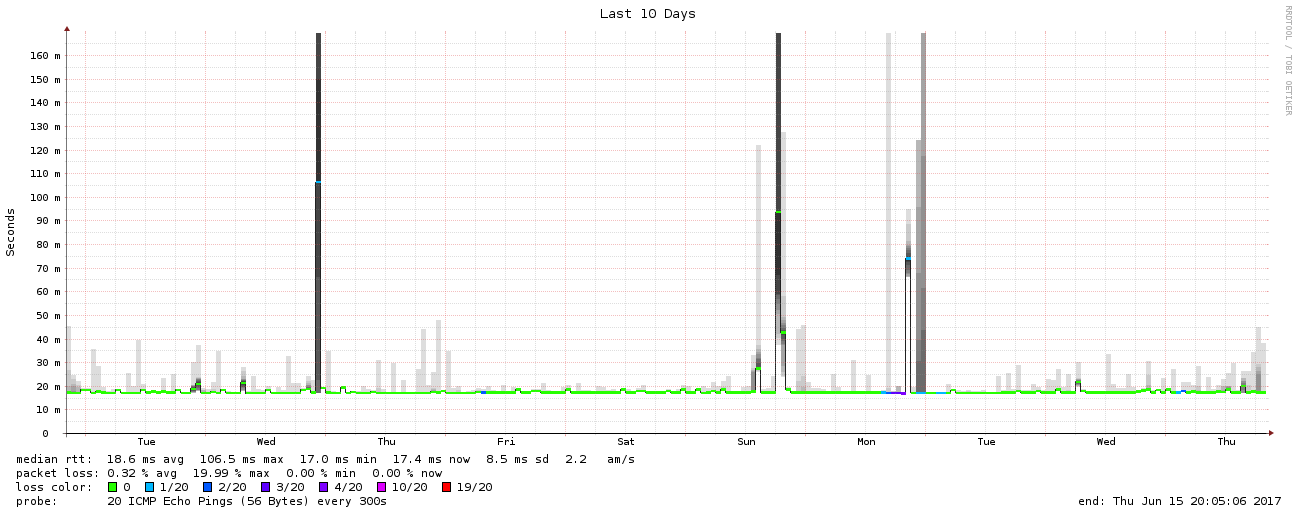 Last 10 Days
RRDTOOL / TOBI OETIKER
Seconds
160 m
150 m
140 m
130 m
120 m
110 m
100 m
90 m
80 m
70 m
60 m
50 m
40 m
30 m
20 m
10 m
0
Tue Wed Thu Fri Sat Sun Mon Tue Wed Thu
median rtt: 18.6 ms avg 106.5 ms max 17.0 ms min 17.4 ms now 8.5 ms sd 2.2 am/s
packet loss: 0.32 % avg 19.99 % max 0.00 % min 0.00 % now
loss color: 0 1/20 2/20 3/20 4/20 10/20 19/20
probe: 20 ICMP Echo Pings (56 Bytes) every 300s end: Thu Jun 15 20:05:06 2017